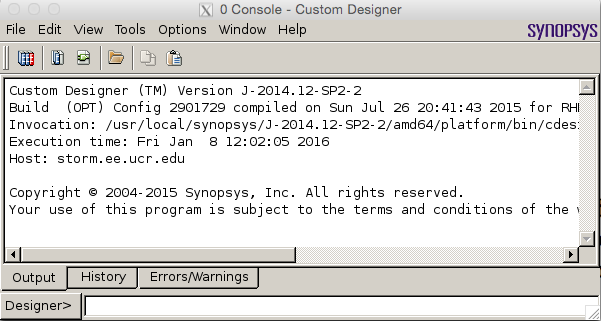 0 Console - Custom Designer
File Edit View Tools Options Window Help
SYNOPSYS
Custom Designer (TM) Version J-2014.12-SP2-2
Build (OPT) Config 2901729 compiled on Sun Jul 26 20:41:43 2015 for
Invocation: /usr/local/synopsys/J-2014.12-SP2-2/amd64/platform/bin/cdes
Execution time: Fri Jan 8 12:02:05 2016
Host: storm.ee.ucr.edu
Copyright © 2004-2015 Synopsys, Inc. All rights reserved.
Your use of this program is subject to the terms and conditions of the
Output History Errors/Warnings
Designer>